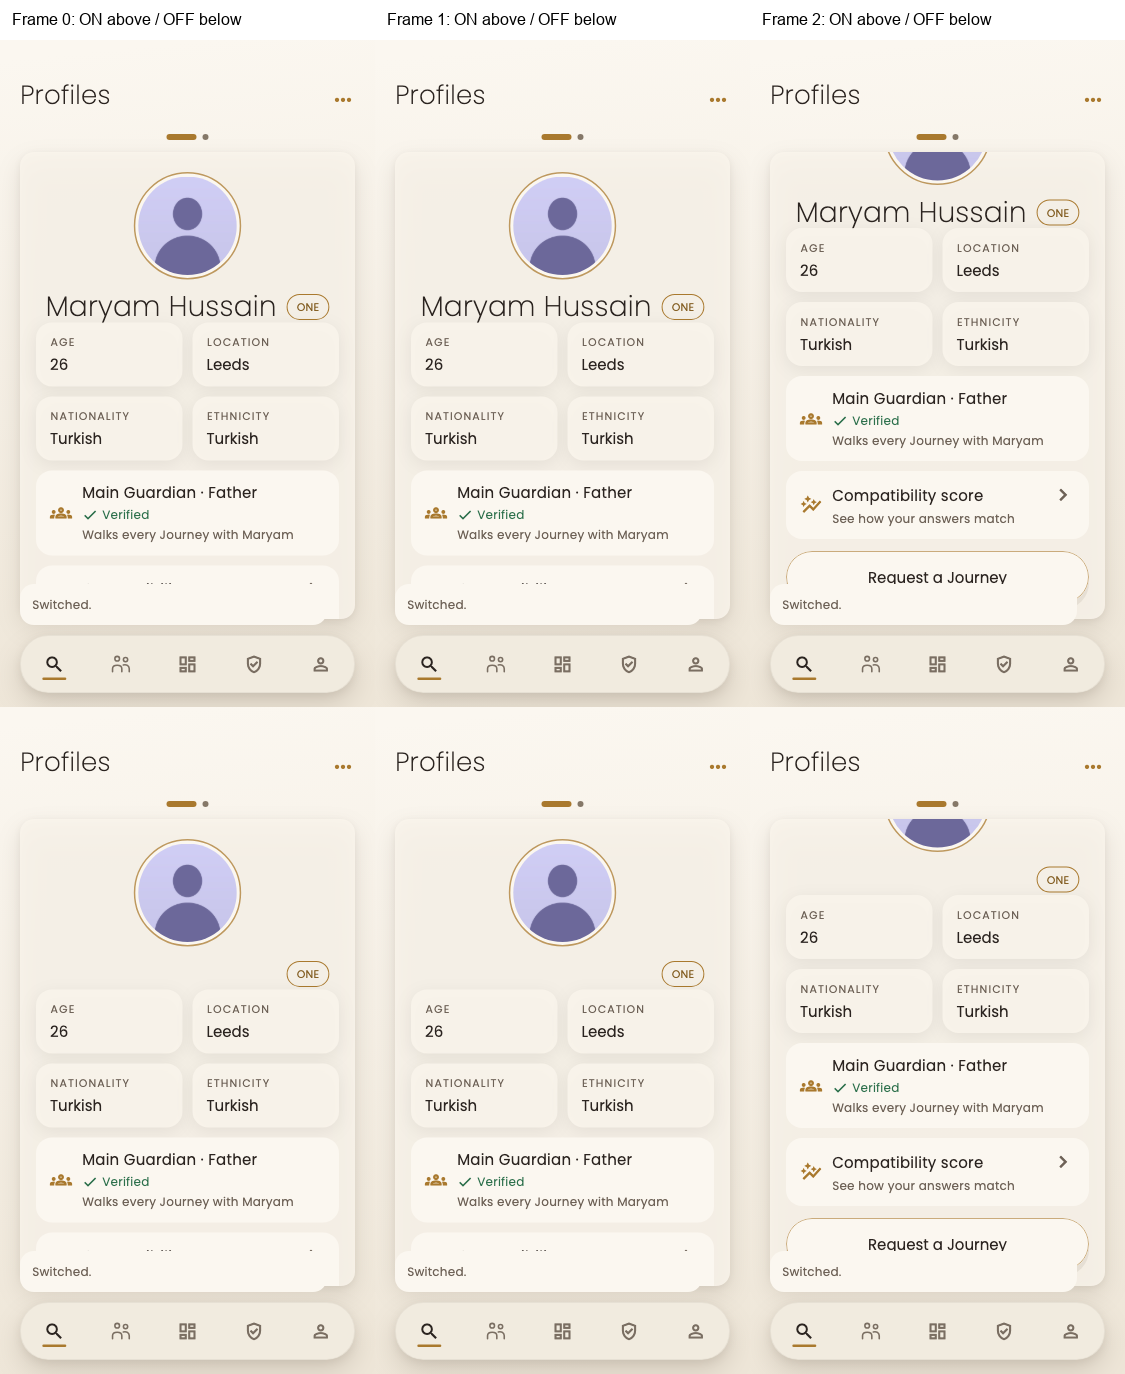 Frame 0: ON above / OFF below
Frame 1: ON above / OFF below
Frame 2: ON above / OFF below
Profiles
Maryam Hussain ONE
AGE LOCATION
26 Leeds
NATIONALITY ETHNICITY
Turkish Turkish
Main Guardian · Father
Verified
Walks every Journey with Maryam
Switched.
Profiles
Maryam Hussain ONE
AGE LOCATION
26 Leeds
NATIONALITY ETHNICITY
Turkish Turkish
Main Guardian · Father
Verified
Walks every Journey with Maryam
Switched.
Profiles
Maryam Hussain ONE
AGE LOCATION
26 Leeds
NATIONALITY ETHNICITY
Turkish Turkish
Main Guardian · Father
Verified
Walks every Journey with Maryam
Compatibility score
See how your answers match
Request a Journey
Switched.
Profiles
ONE
AGE LOCATION
26 Leeds
NATIONALITY ETHNICITY
Turkish Turkish
Main Guardian · Father
Verified
Walks every Journey with Maryam
Switched.
Profiles
ONE
AGE LOCATION
26 Leeds
NATIONALITY ETHNICITY
Turkish Turkish
Main Guardian · Father
Verified
Walks every Journey with Maryam
Switched.
Profiles
ONE
AGE LOCATION
26 Leeds
NATIONALITY ETHNICITY
Turkish Turkish
Main Guardian · Father
Verified
Walks every Journey with Maryam
Compatibility score
See how your answers match
Request a Journey
Switched.